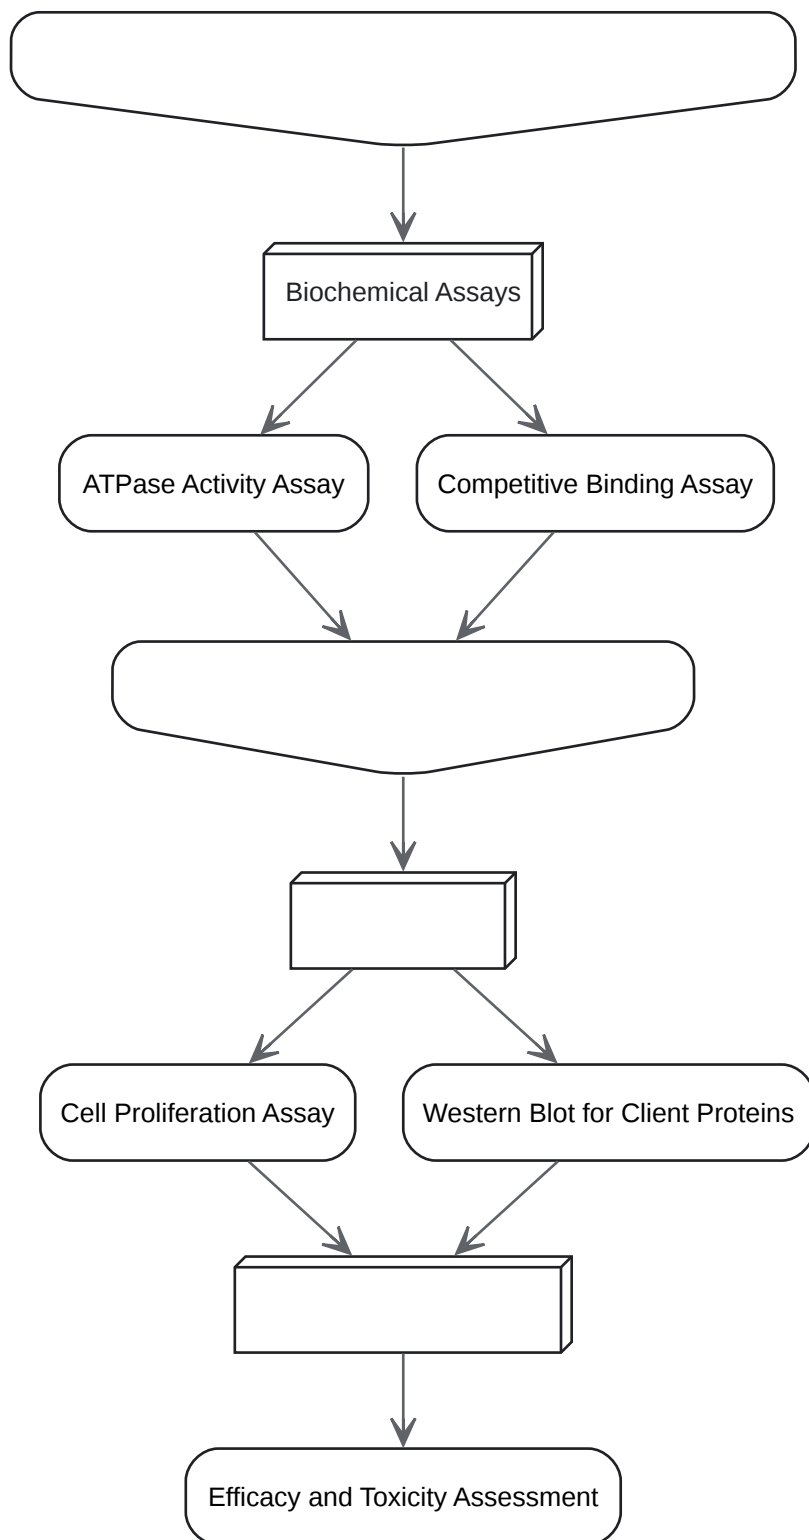 Biochemical Assays
ATPase Activity Assay
Competitive Binding Assay
Cell Proliferation Assay
Western Blot for Client Proteins
Efficacy and Toxicity Assessment